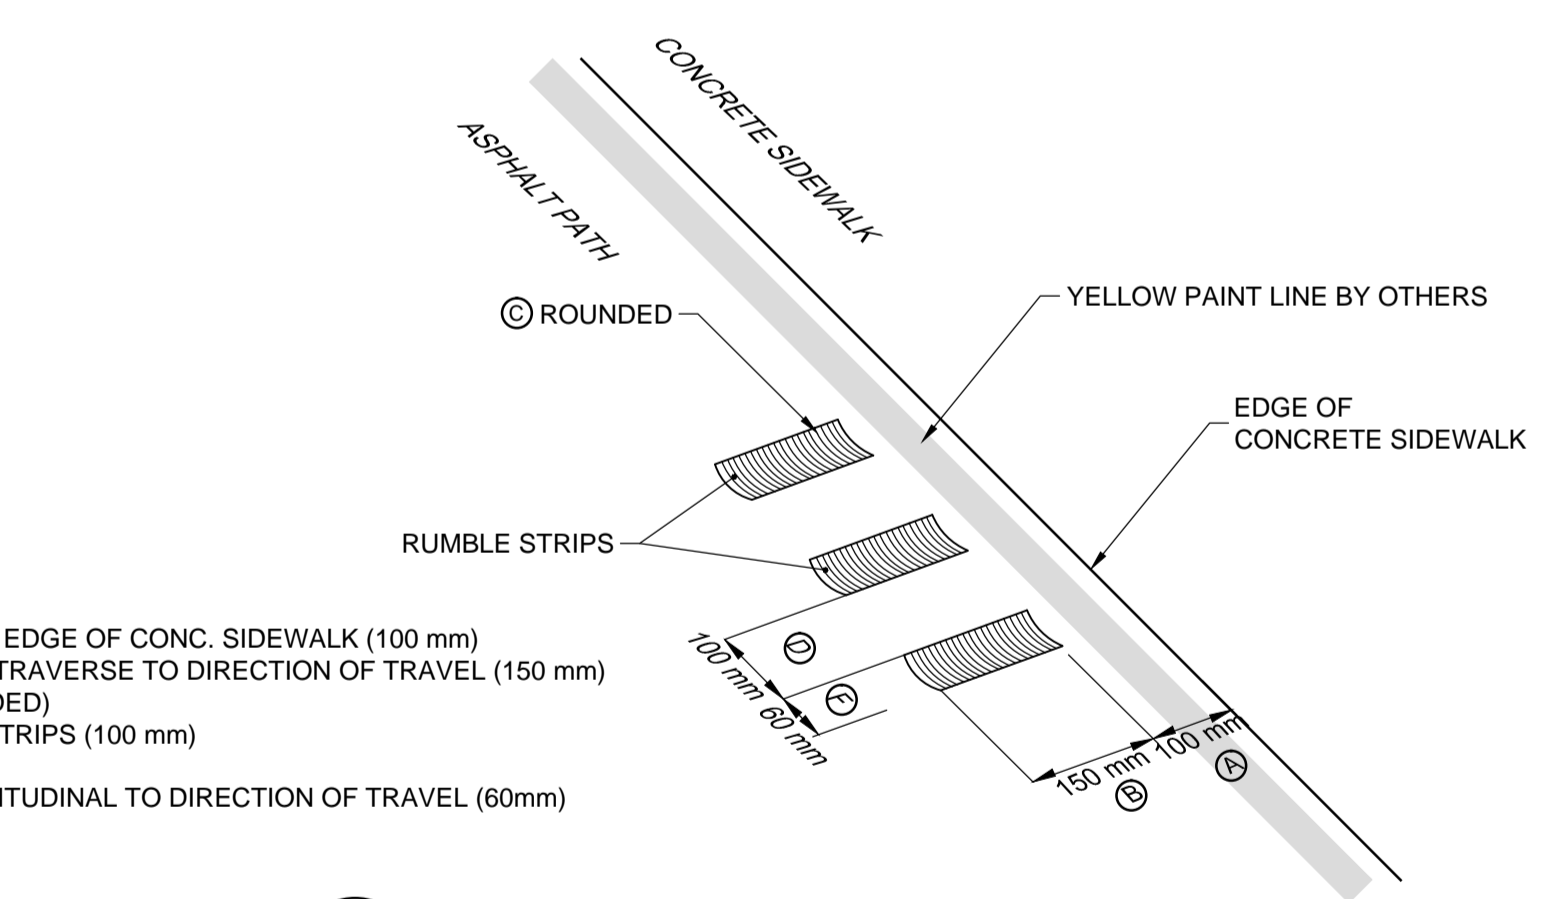 CONCRETE SIDEWALK
ASPHALT PATH
YELLOW PAINT LINE BY OTHERS
Ⓒ ROUNDED
EDGE OF
CONCRETE SIDEWALK
RUMBLE STRIPS
EDGE OF CONC. SIDEWALK (100 mm)
TRAVERSE TO DIRECTION OF TRAVEL (150 mm)
DED)
TRIPS (100 mm)
ITUDINAL TO DIRECTION OF TRAVEL (60mm)
100 mm
Ⓓ
60 mm
Ⓕ
150 mm
Ⓑ
100 mm
Ⓐ